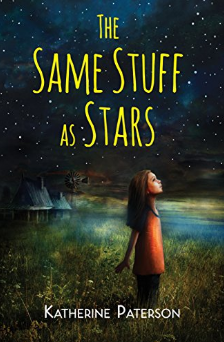 THE
SAME STUFF
AS STARS
KATHERINE PATERSON